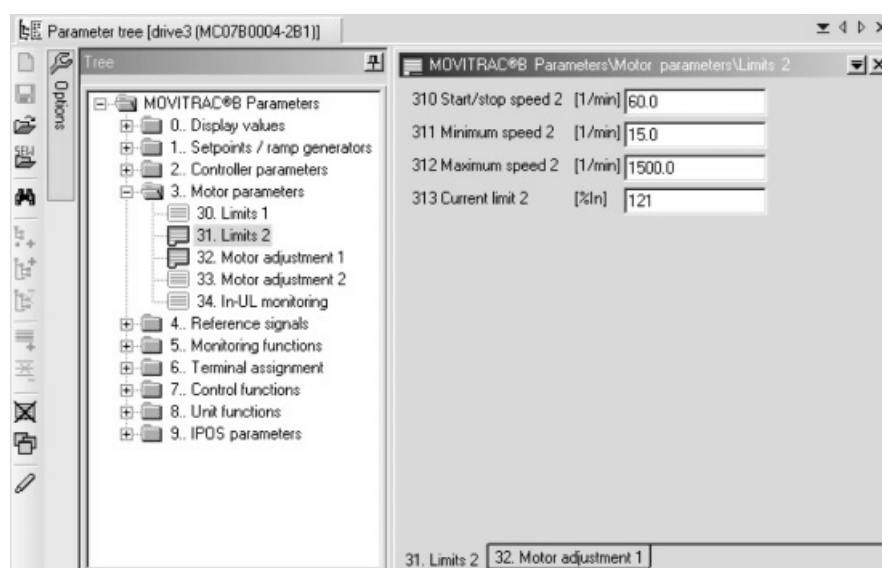 Parameter tree [drive3 (MC07B0004-2B1)]
Options
SEW
Tree
MOVITRAC®B Parameters
0.. Display values
1.. Setpoints / ramp generators
2.. Controller parameters
3.. Motor parameters
30. Limits 1
31. Limits 2
32. Motor adjustment 1
33. Motor adjustment 2
34. In-UL monitoring
4.. Reference signals
5.. Monitoring functions
6.. Terminal assignment
7.. Control functions
8.. Unit functions
9.. IPOS parameters
MOVITRAC®B Parameters\Motor parameters\Limits 2
310 Start/stop speed 2 [1/min] 60.0
311 Minimum speed 2 [1/min] 15.0
312 Maximum speed 2 [1/min] 1500.0
313 Current limit 2 [%In] 121
31. Limits 2 32. Motor adjustment 1